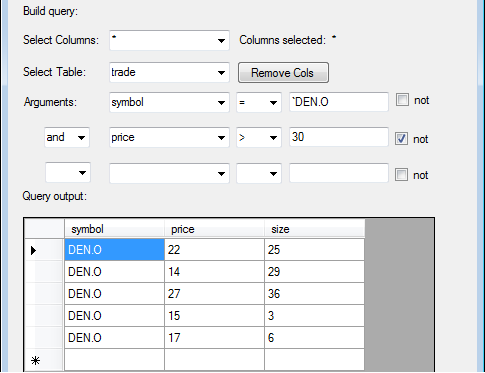 Build query:
Select Columns: * Columns selected: *
Select Table: trade Remove Cols
Arguments: symbol = `DEN.O not
and price > 30 not
not
Query output:
symbol price size
DEN.O 22 25
DEN.O 14 29
DEN.O 27 36
DEN.O 15 3
DEN.O 17 6